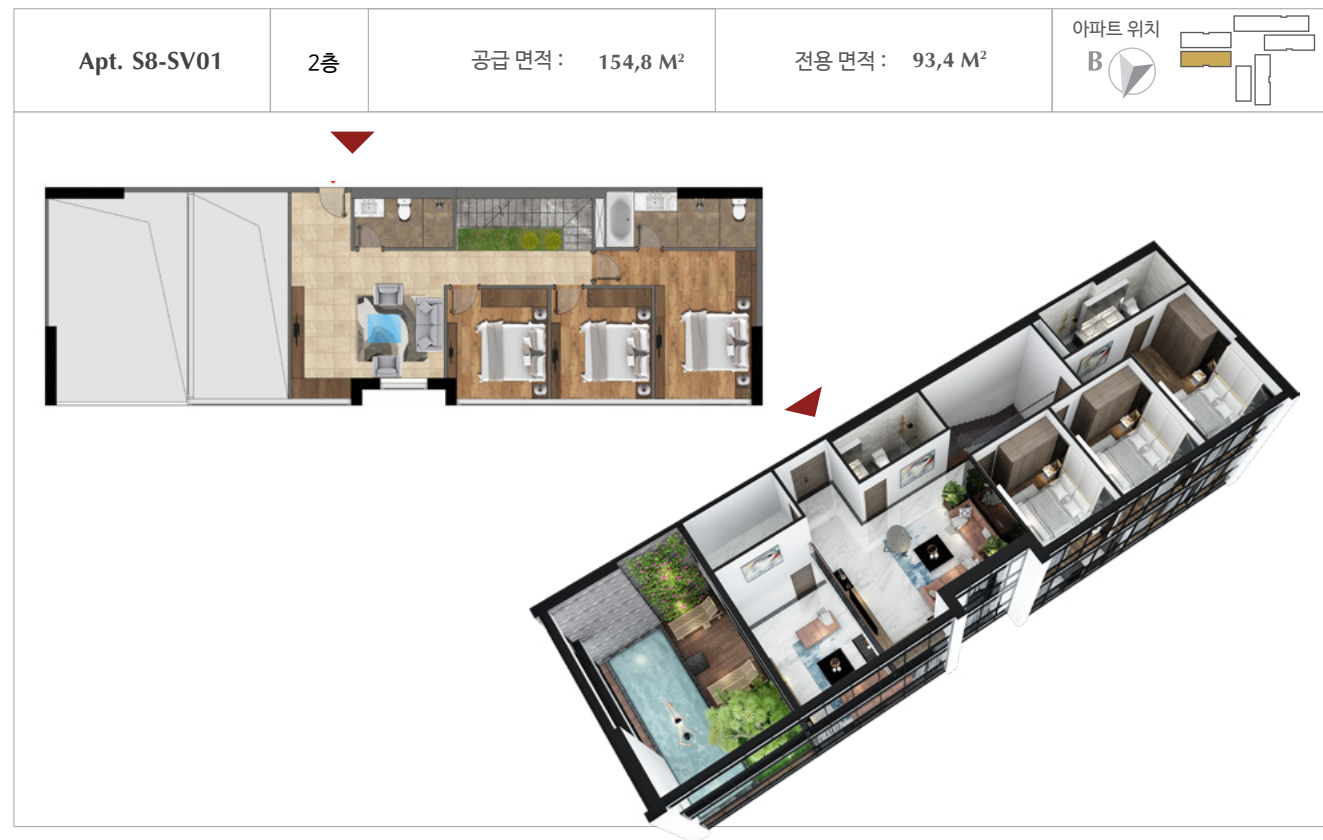 Apt. S8-SV01
2층
공급 면적 : 154,8 M²
전용 면적 : 93,4 M²
아파트 위치
B